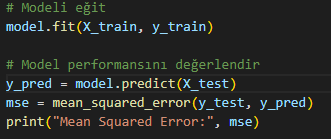 # Modeli eğit
model.fit(X_train, y_train)
# Model performansını değerlendir
y_pred = model.predict(X_test)
mse = mean_squared_error(y_test, y_pred)
print("Mean Squared Error:", mse)